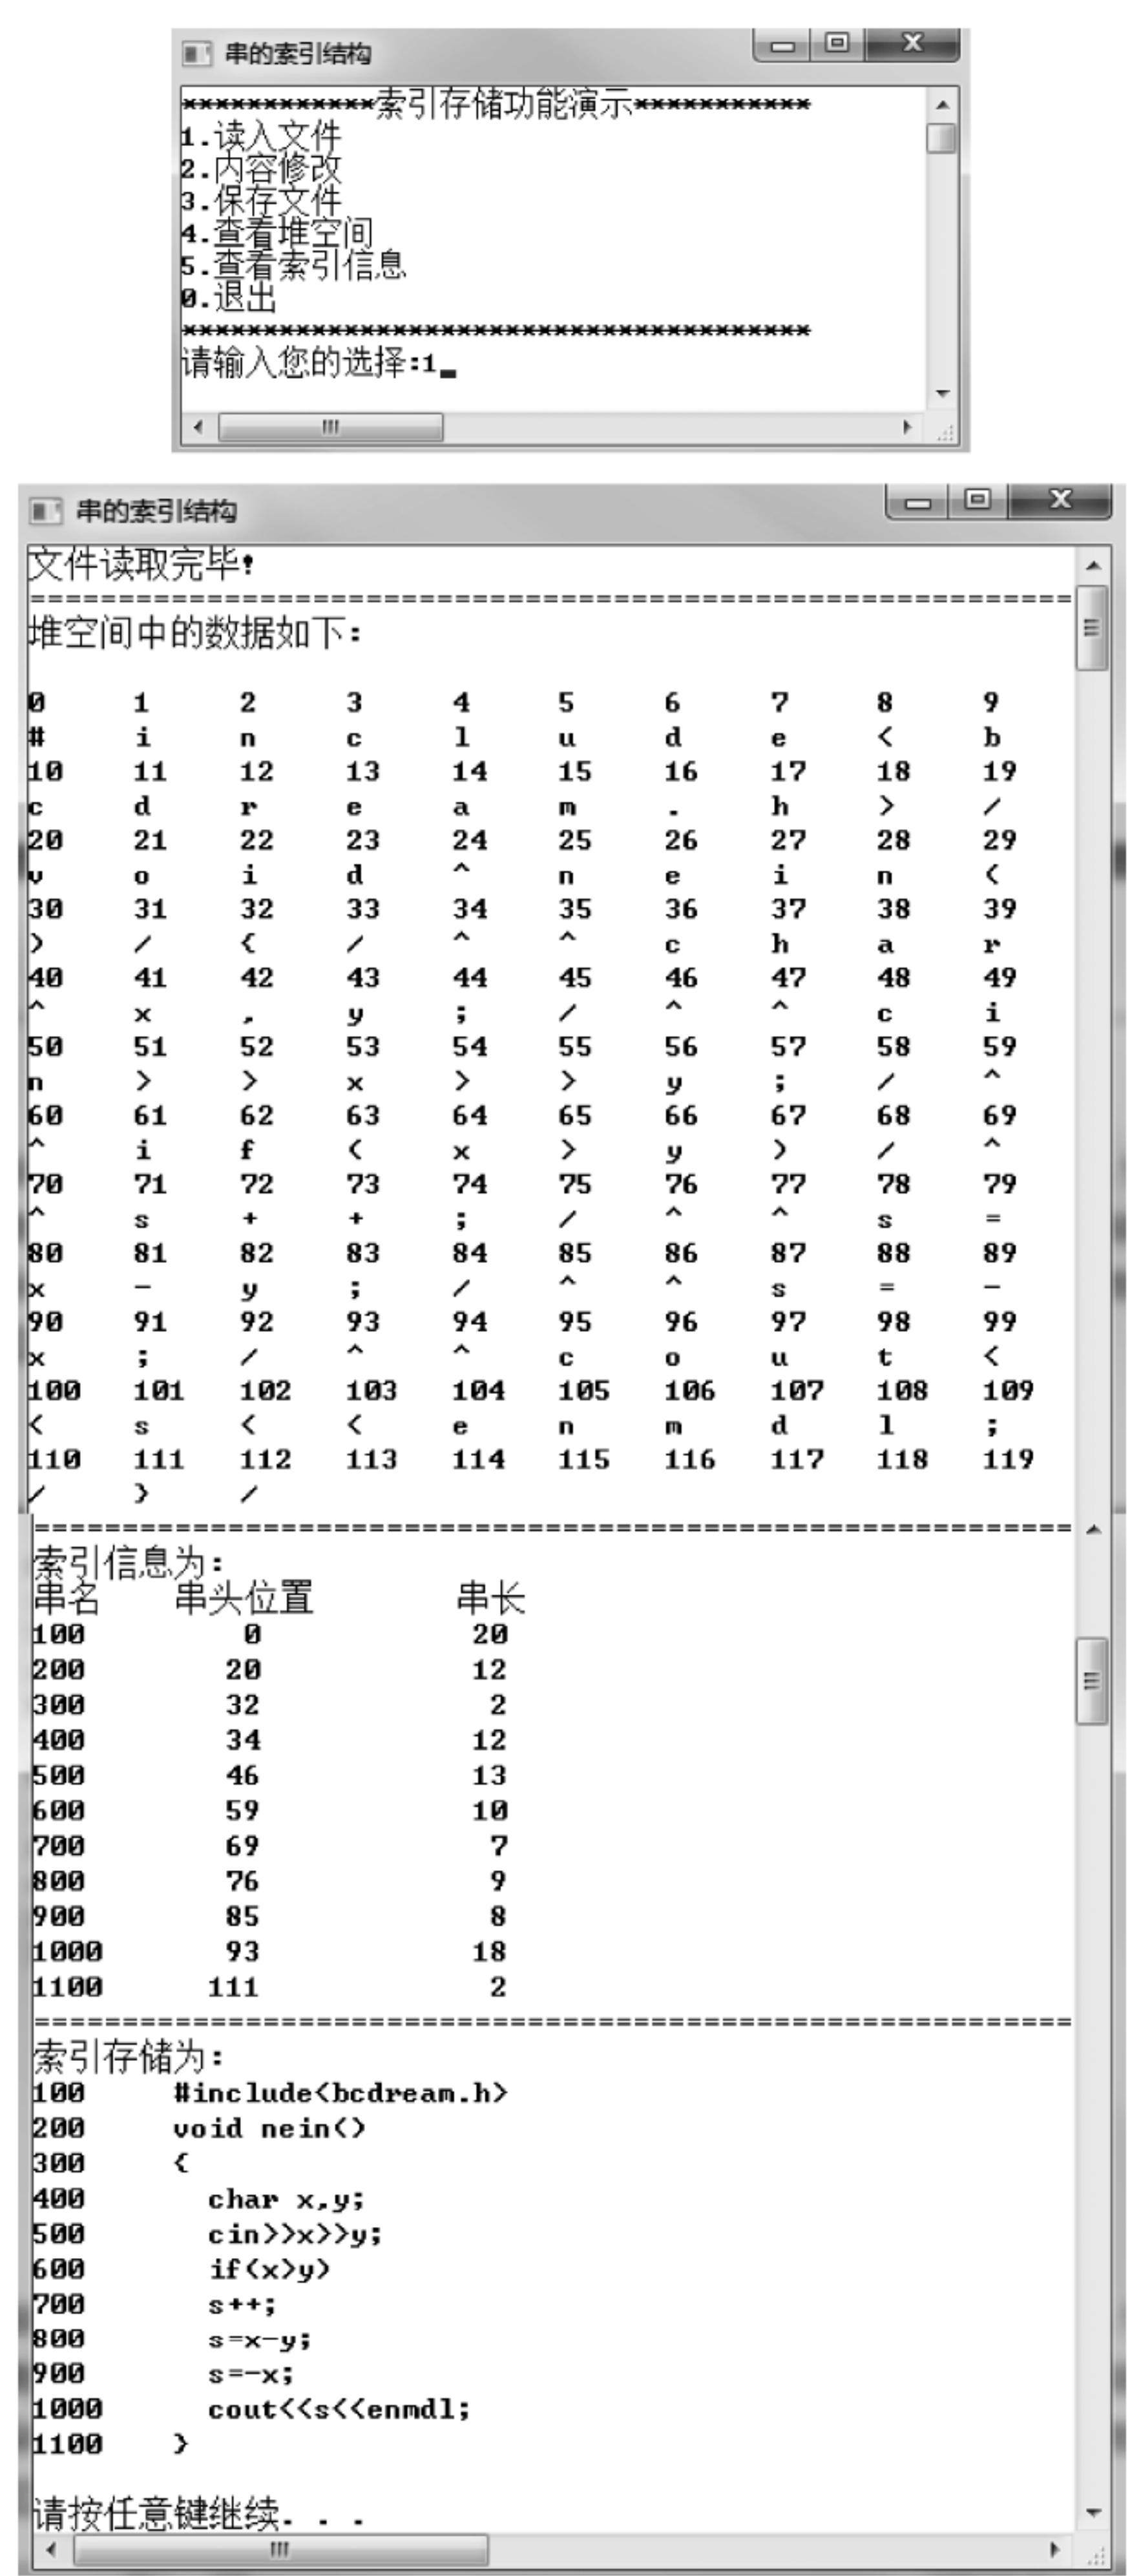 串的索引结构
************索引存储功能演示***********
1.读入文件
2.内容修改
3.保存文件
4.查看堆空间
5.查看索引信息
0.退出
***************************************
请输入您的选择:1_
串的索引结构
文件读取完毕!
============================================================
堆空间中的数据如下:
0 1 2 3 4 5 6 7 8 9
# i n c l u d e < b
10 11 12 13 14 15 16 17 18 19
c d r e a m . h > /
20 21 22 23 24 25 26 27 28 29
v o i d ^ n e i n (
30 31 32 33 34 35 36 37 38 39
) / { / ^ ^ c h a r
40 41 42 43 44 45 46 47 48 49
^ x , y ; / ^ ^ c i
50 51 52 53 54 55 56 57 58 59
n > > x > > y ; / ^
60 61 62 63 64 65 66 67 68 69
^ i f ( x > y ) / ^
70 71 72 73 74 75 76 77 78 79
^ s + + ; / ^ ^ s =
80 81 82 83 84 85 86 87 88 89
x - y ; / ^ ^ s = -
90 91 92 93 94 95 96 97 98 99
x ; / ^ ^ c o u t <
100 101 102 103 104 105 106 107 108 109
< s < < e n m d l ;
110 111 112 113 114 115 116 117 118 119
/ } /
============================================================
索引信息为:
串名 串头位置 串长
100 0 20
200 20 12
300 32 2
400 34 12
500 46 13
600 59 10
700 69 7
800 76 9
900 85 8
1000 93 18
1100 111 2
============================================================
索引存储为:
100 #include<bcdream.h>
200 void nein()
300 {
400 char x,y;
500 cin>>x>>y;
600 if(x>y)
700 s++;
800 s=x-y;
900 s=-x;
1000 cout<<s<<enmdl;
1100 }
请按任意键继续. . .